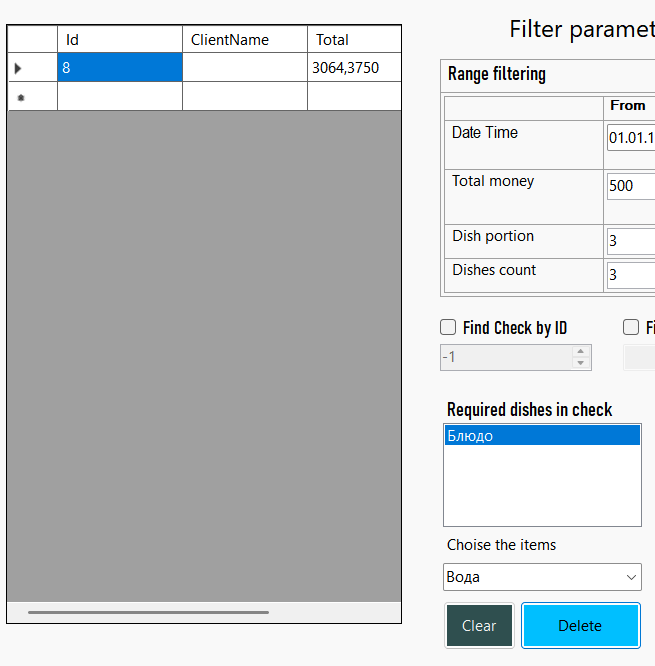 Id ClientName Total
8 3064,3750
Filter paramet
Range filtering
From
Date Time 01.01.1
Total money 500
Dish portion 3
Dishes count 3
Find Check by ID Fi
-1
Required dishes in check
Блюдо
Choise the items
Вода
Clear Delete